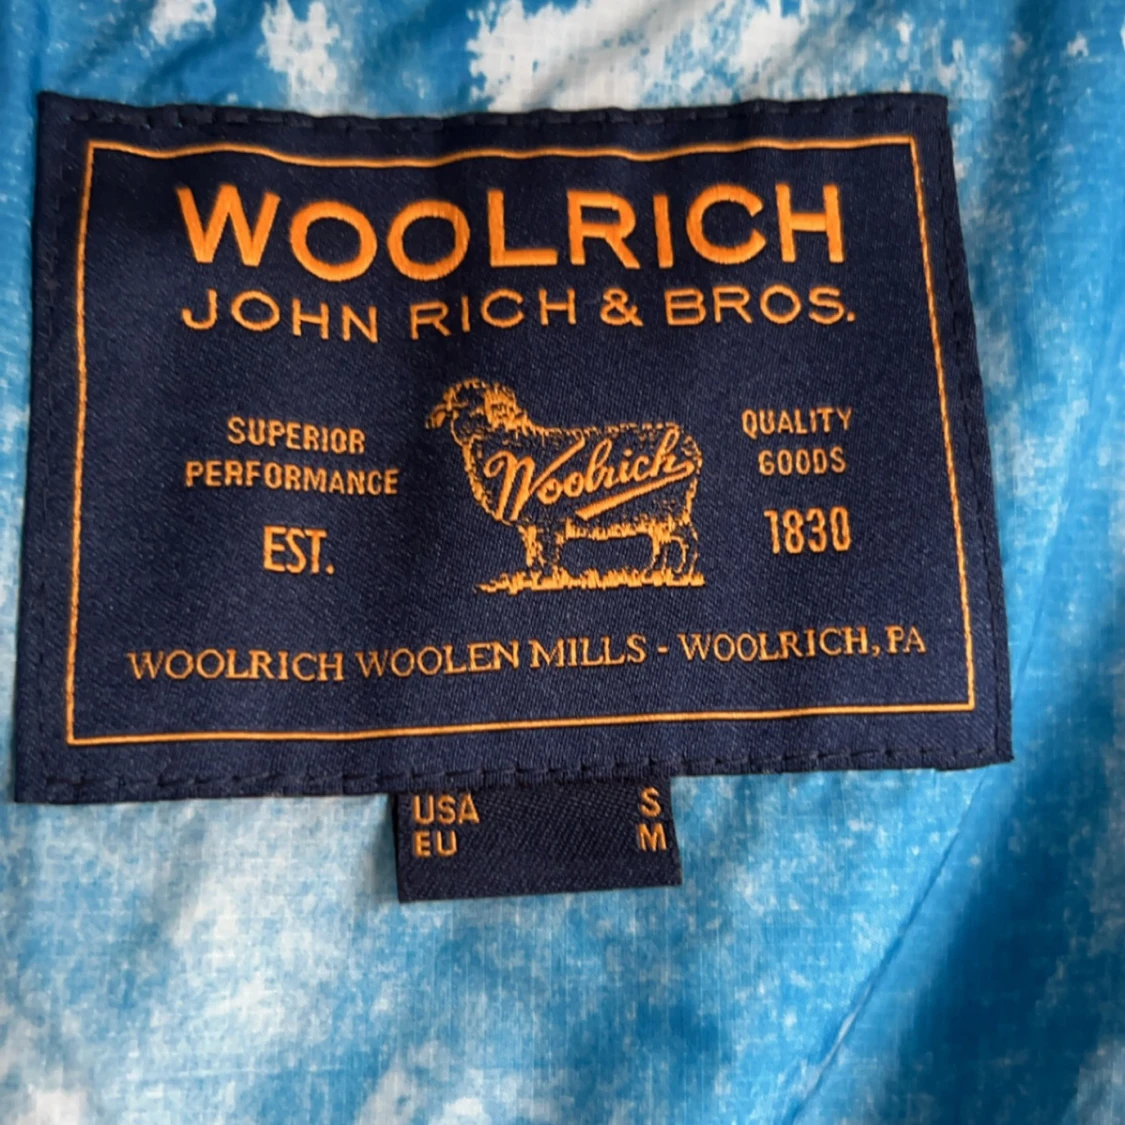 WOOLRICH
JOHN RICH & BROS.
SUPERIOR
PERFORMANCE
EST.
Woolrich
QUALITY
GOODS
1830
WOOLRICH WOOLEN MILLS - WOOLRICH, PA
USA S
EU M